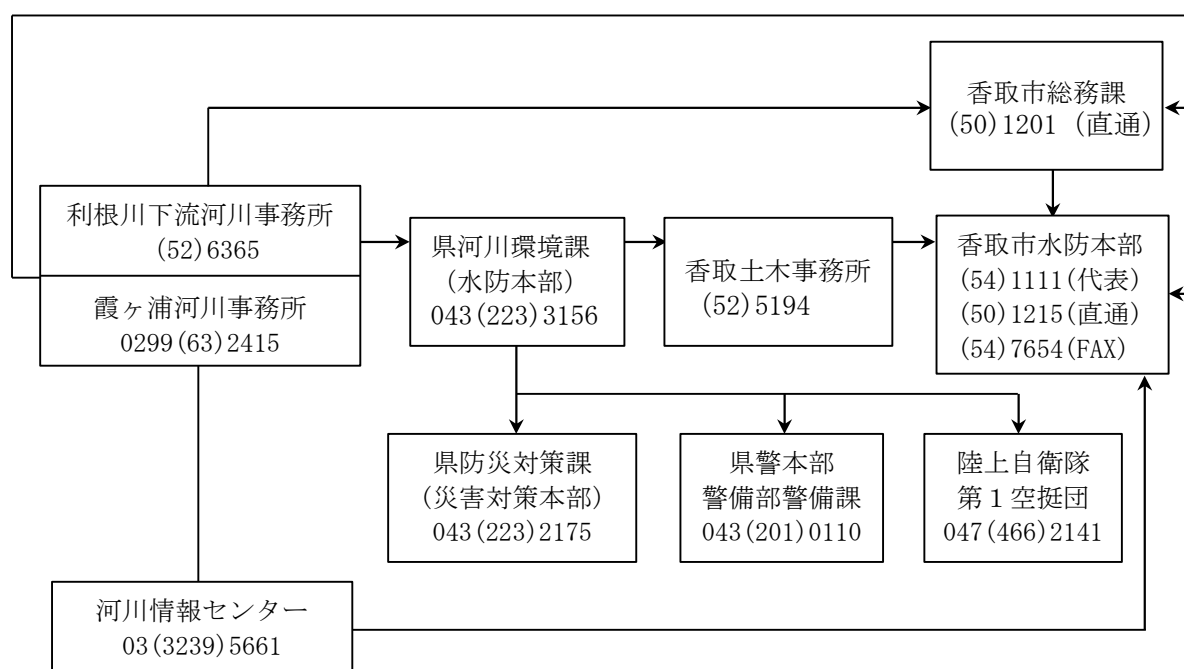 香取市総務課
(50)1201 (直通)
利根川下流河川事務所
(52)6365
霞ヶ浦河川事務所
0299(63)2415
県河川環境課
(水防本部)
043(223)3156
香取土木事務所
(52)5194
香取市水防本部
(54)1111(代表)
(50)1215(直通)
(54)7654(FAX)
県防災対策課
(災害対策本部)
043(223)2175
県警本部
警備部警備課
043(201)0110
陸上自衛隊
第１空挺団
047(466)2141
河川情報センター
03(3239)5661